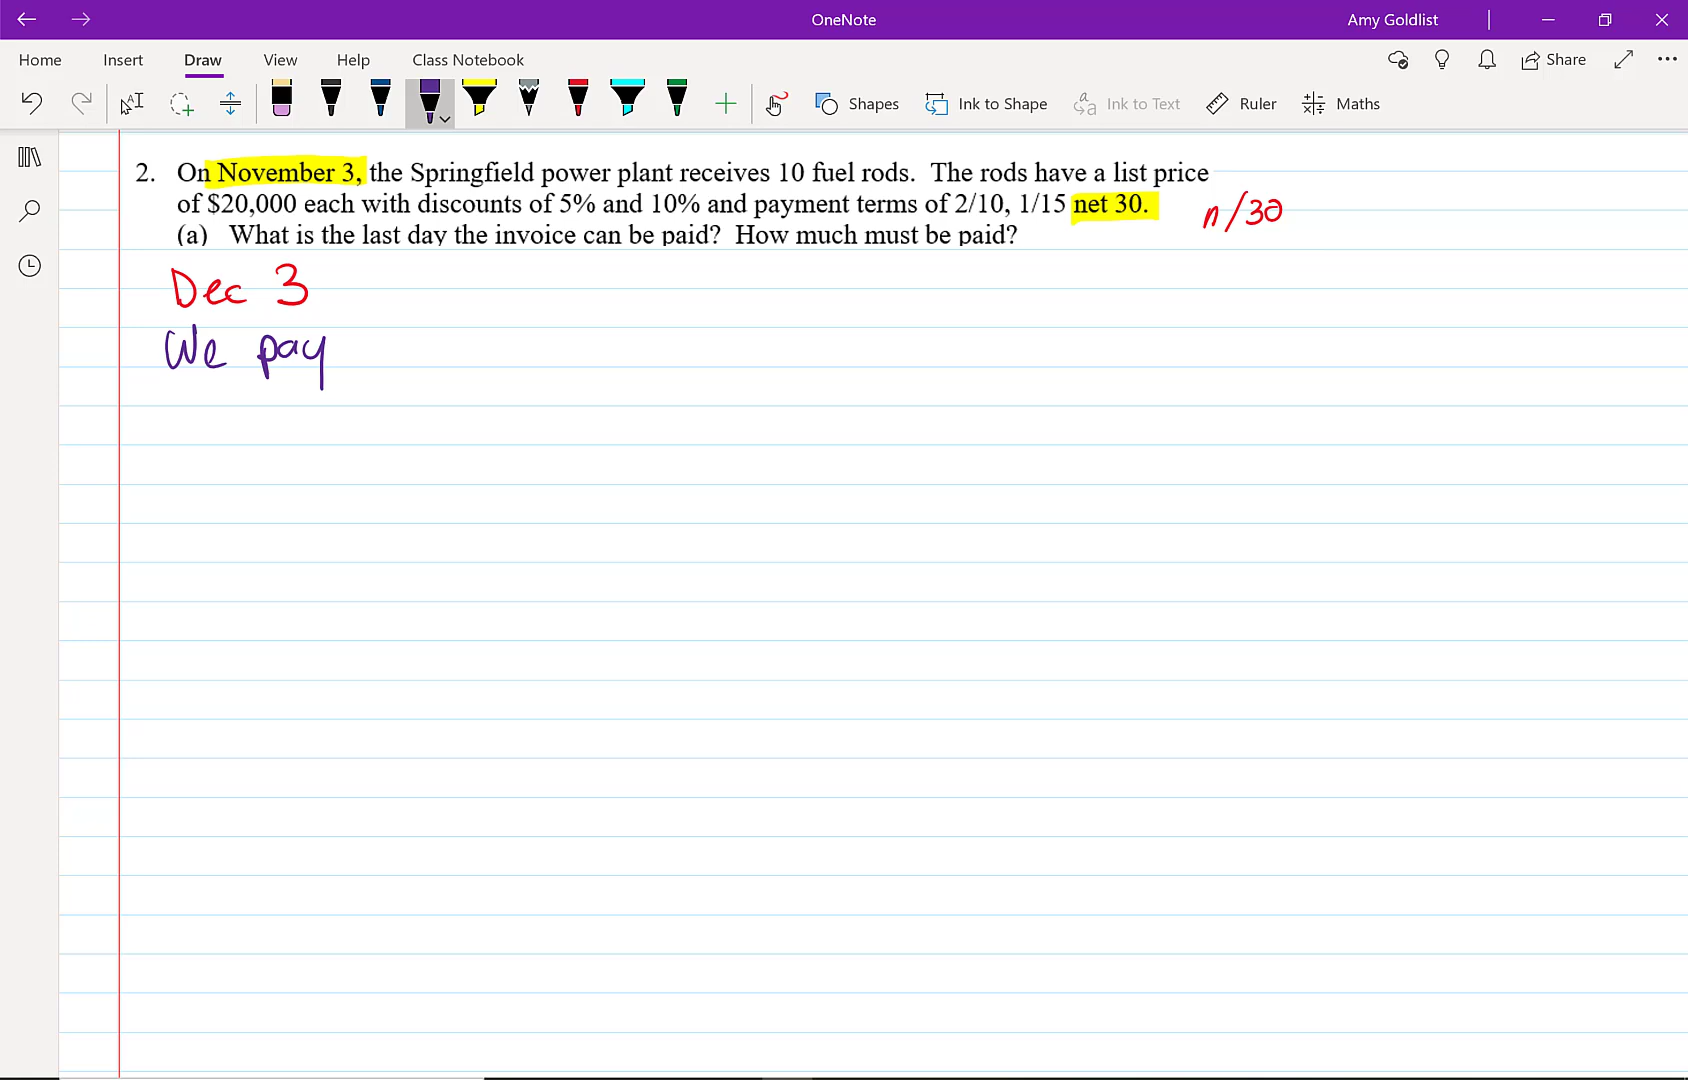 OneNote
Amy Goldlist
Home Insert Draw View Help Class Notebook
Share
Shapes Ink to Shape Ink to Text Ruler Maths
2. On November 3, the Springfield power plant receives 10 fuel rods. The rods have a list price
of $20,000 each with discounts of 5% and 10% and payment terms of 2/10, 1/15 net 30.
n/30
(a) What is the last day the invoice can be paid? How much must be paid?
Dec 3
We pay